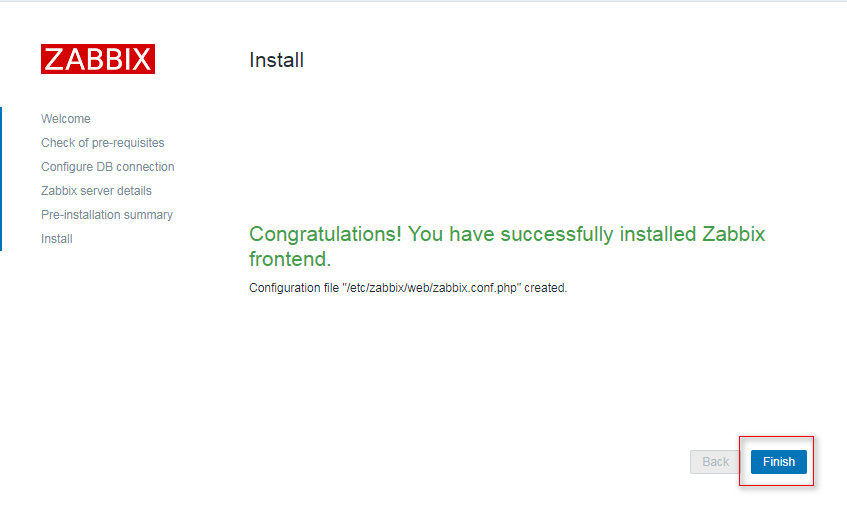 ZABBIX
Install
Welcome
Check of pre-requisites
Configure DB connection
Zabbix server details
Pre-installation summary
Install
Congratulations! You have successfully installed Zabbix
frontend.
Configuration file "/etc/zabbix/web/zabbix.conf.php" created.
Back
Finish